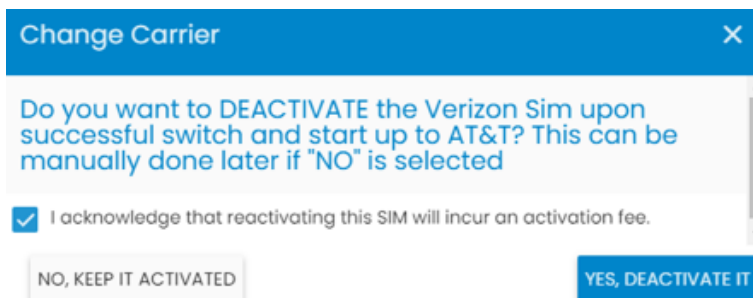 Change Carrier
Do you want to DEACTIVATE the Verizon Sim upon
successful switch and start up to AT&T? This can be
manually done later if "NO" is selected
I acknowledge that reactivating this SIM will incur an activation fee.
NO, KEEP IT ACTIVATED
YES, DEACTIVATE IT